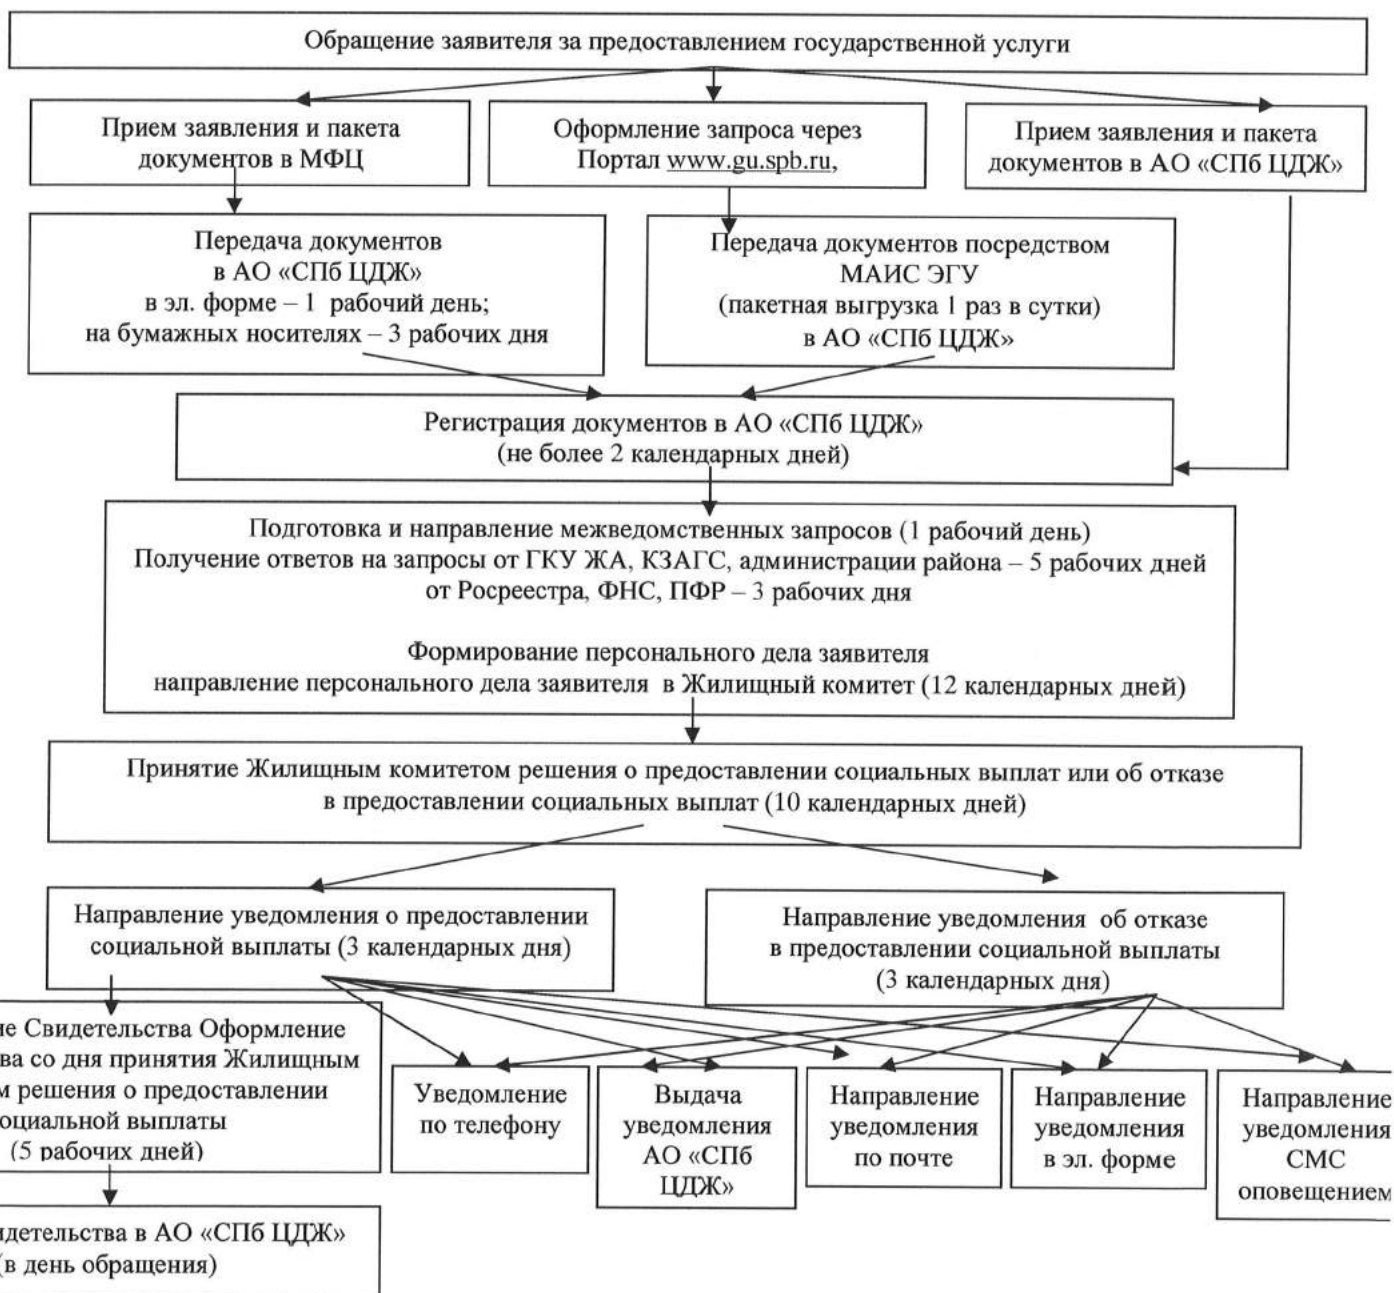 Обращение заявителя за предоставлением государственной услуги
Прием заявления и пакета
документов в МФЦ
Оформление запроса через
Портал www.gu.spb.ru,
Прием заявления и пакета
документов в АО «СПб ЦДЖ»
Передача документов
в АО «СПб ЦДЖ»
в эл. форме – 1 рабочий день;
на бумажных носителях – 3 рабочих дня
Передача документов посредством
МАИС ЭГУ
(пакетная выгрузка 1 раз в сутки)
в АО «СПб ЦДЖ»
Регистрация документов в АО «СПб ЦДЖ»
(не более 2 календарных дней)
Подготовка и направление межведомственных запросов (1 рабочий день)
Получение ответов на запросы от ГКУ ЖА, КЗАГС, администрации района – 5 рабочих дней
от Росреестра, ФНС, ПФР – 3 рабочих дня
Формирование персонального дела заявителя
направление персонального дела заявителя в Жилищный комитет (12 календарных дней)
Принятие Жилищным комитетом решения о предоставлении социальных выплат или об отказе
в предоставлении социальных выплат (10 календарных дней)
Направление уведомления о предоставлении
социальной выплаты (3 календарных дня)
Направление уведомления об отказе
в предоставлении социальной выплаты
(3 календарных дня)
ие Свидетельства Оформление
ва со дня принятия Жилищным
м решения о предоставлении
оциальной выплаты
(5 рабочих дней)
Уведомление
по телефону
Выдача
уведомления
АО «СПб
ЦДЖ»
Направление
уведомления
по почте
Направление
уведомления
в эл. форме
Направление
уведомления
СМС
оповещением
идетельства в АО «СПб ЦДЖ»
(в день обращения)